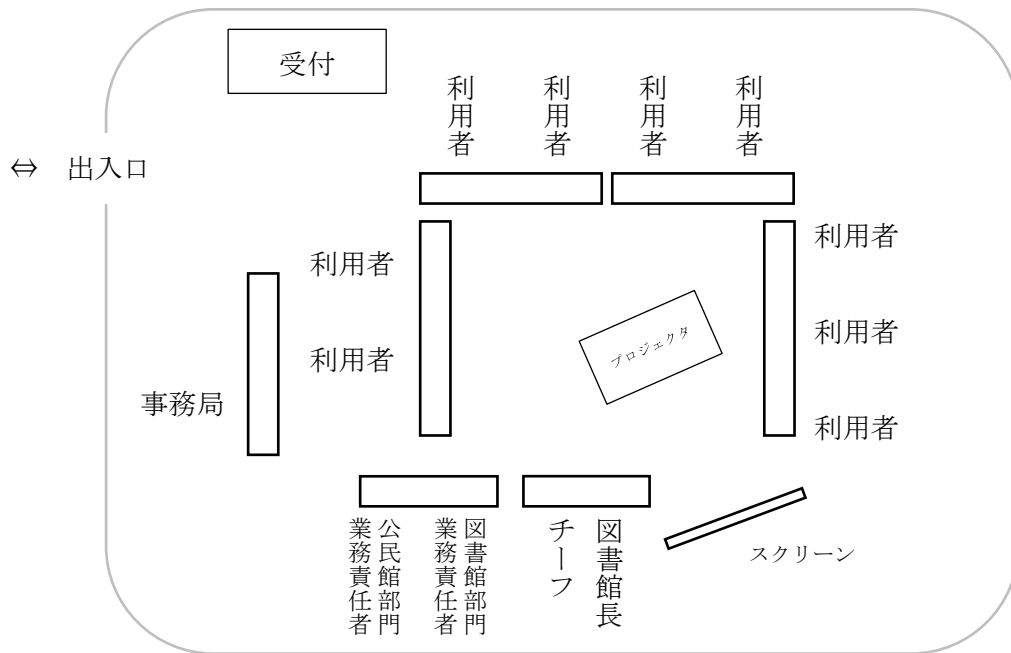 受付
利用者
利用者
利用者
利用者
⇔ 出入口
利用者
利用者
利用者
利用者
利用者
プロジェクタ
事務局
公民館部門
業務責任者
図書館部門
業務責任者
チーフ
図書館長
スクリーン